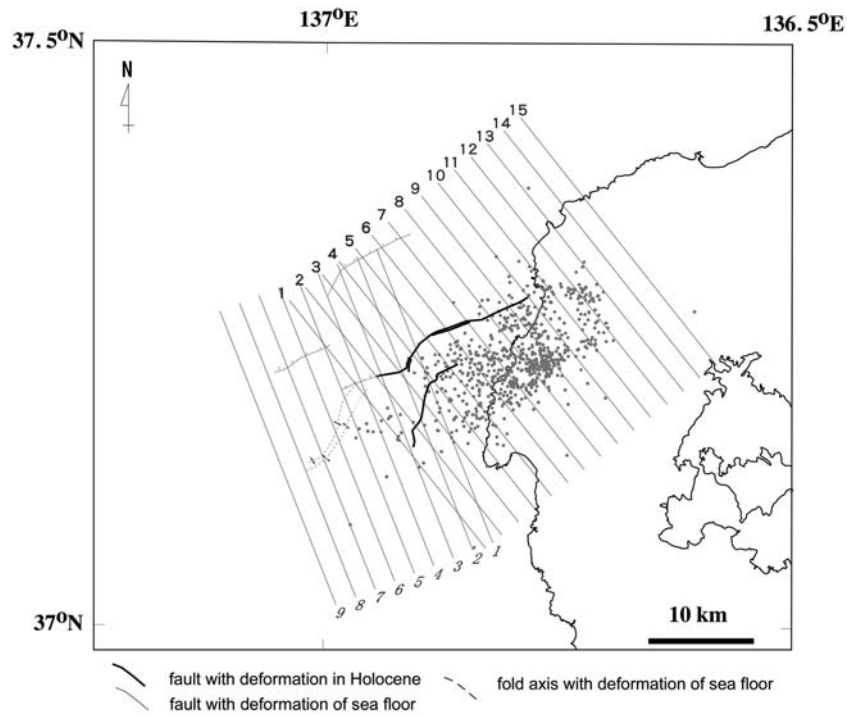 137°E
136.5°E
37.5°N
N
15
14
13
12
11
10
9
8
7
6
5
4
3
2
1
1
2
3
4
5
6
7
8
9
37°N
10 km
fault with deformation in Holocene
fold axis with deformation of sea floor
fault with deformation of sea floor